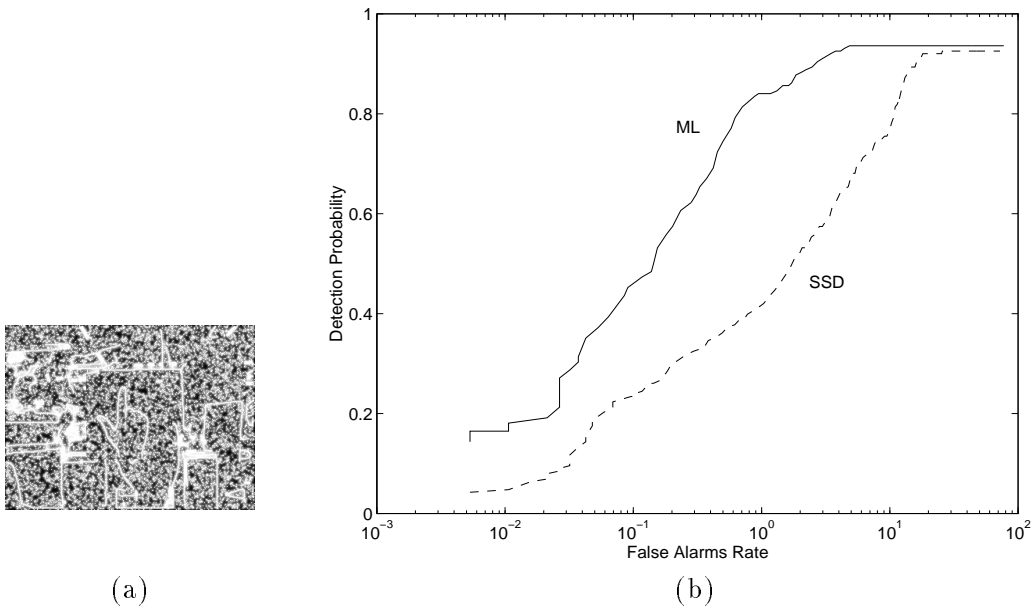 1
0.8
0.6
0.4
0.2
0
Detection Probability
ML
SSD
10^-3 10^-2 10^-1 10^0 10^1 10^2
False Alarms Rate
(a) (b)